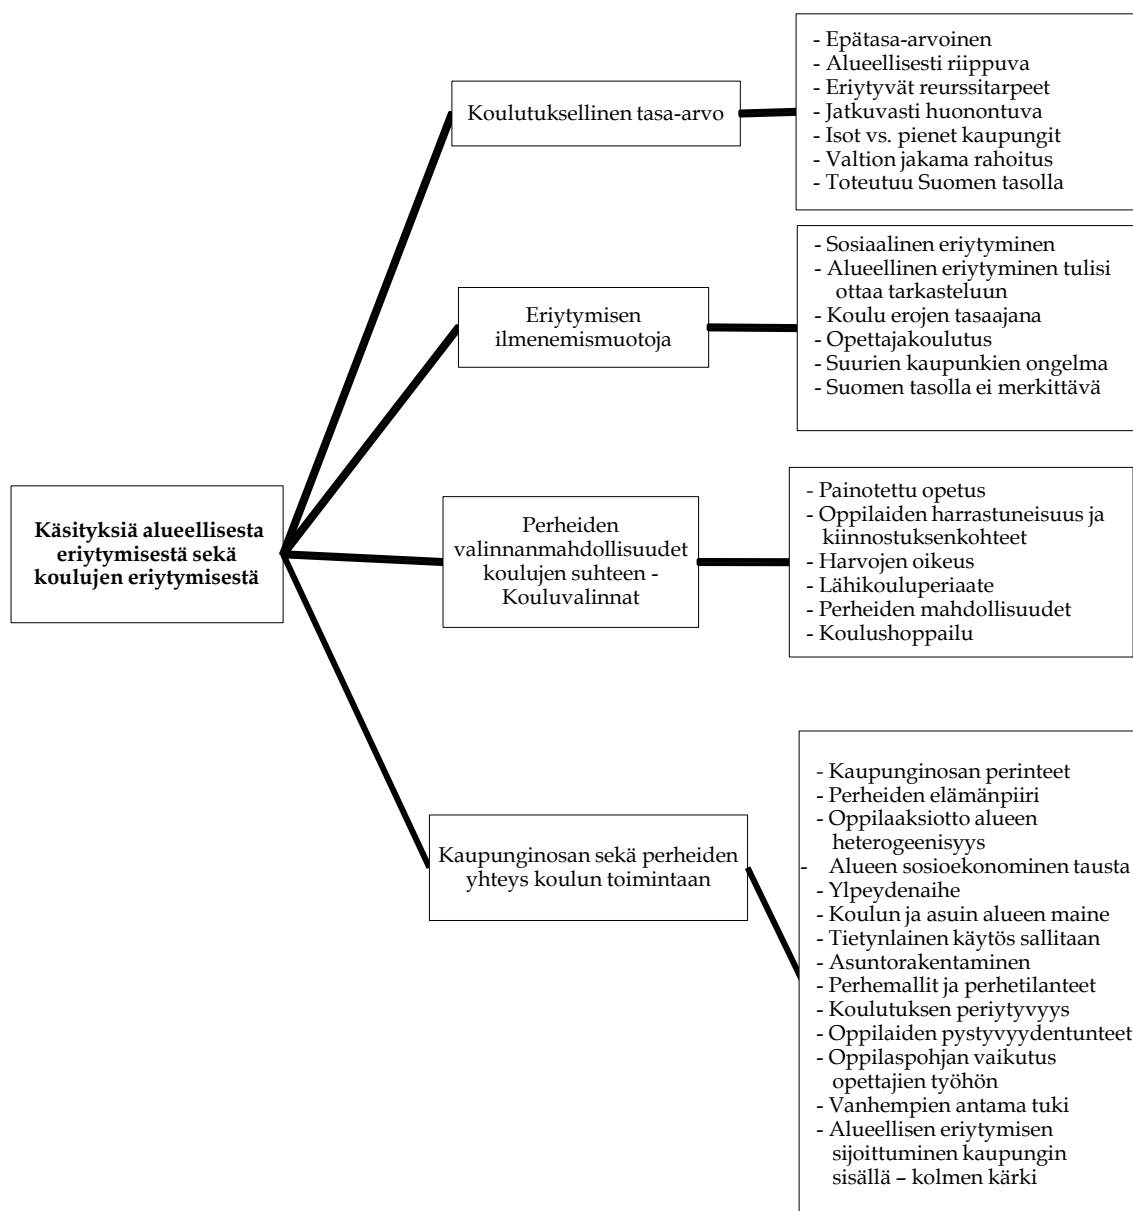 Käsityksiä alueellisesta
eriytymisestä sekä
koulujen eriytymisestä
Koulutuksellinen tasa-arvo
- Epätasa-arvoinen
- Alueellisesti riippuva
- Eriytyvät reurssitarpeet
- Jatkuvasti huonontuva
- Isot vs. pienet kaupungit
- Valtion jakama rahoitus
- Toteutuu Suomen tasolla
Eriytymisen
ilmenemismuotoja
- Sosiaalinen eriytyminen
- Alueellinen eriytyminen tulisi
ottaa tarkasteluun
- Koulu erojen tasaajana
- Opettajakoulutus
- Suurien kaupunkien ongelma
- Suomen tasolla ei merkittävä
Perheiden
valinnanmahdollisuudet
koulujen suhteen -
Kouluvalinnat
- Painotettu opetus
- Oppilaiden harrastuneisuus ja
kiinnostuksenkohteet
- Harvojen oikeus
- Lähikouluperiaate
- Perheiden mahdollisuudet
- Koulushoppailu
Kaupunginosan sekä perheiden
yhteys koulun toimintaan
- Kaupunginosan perinteet
- Perheiden elämänpiiri
- Oppilaaksiotto alueen
heterogeenisyys
- Alueen sosioekonominen tausta
- Ylpeydenaihe
- Koulun ja asuin alueen maine
- Tietynlainen käytös sallitaan
- Asuntorakentaminen
- Perhemallit ja perhetilanteet
- Koulutuksen periytyvyys
- Oppilaiden pystyvyydentunteet
- Oppilaspohjan vaikutus
opettajien työhön
- Vanhempien antama tuki
- Alueellisen eriytymisen
sijoittuminen kaupungin
sisällä – kolmen kärki